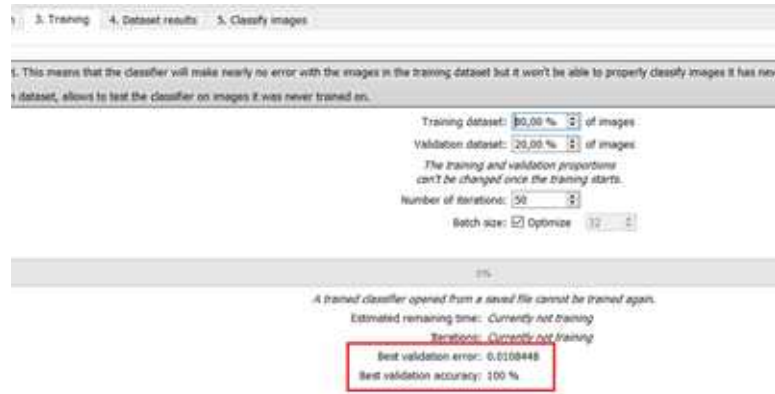 3. Training 4. Dataset results 5. Classify images
. This means that the classifier will make nearly no error with the images in the training dataset but it won't be able to properly classify images it has
dataset, allows to test the classifier on images it was never trained on.
Training dataset: 80,00 % of images
Validation dataset: 20,00 % of images
The training and validation proportions
can't be changed once the training starts.
Number of iterations: 50
Batch size: Optimize 32
0%
A trained classifier opened from a saved file cannot be trained again.
Estimated remaining time: Currently not training
Iterations: Currently not training
Best validation error: 0.0108448
Best validation accuracy: 100 %